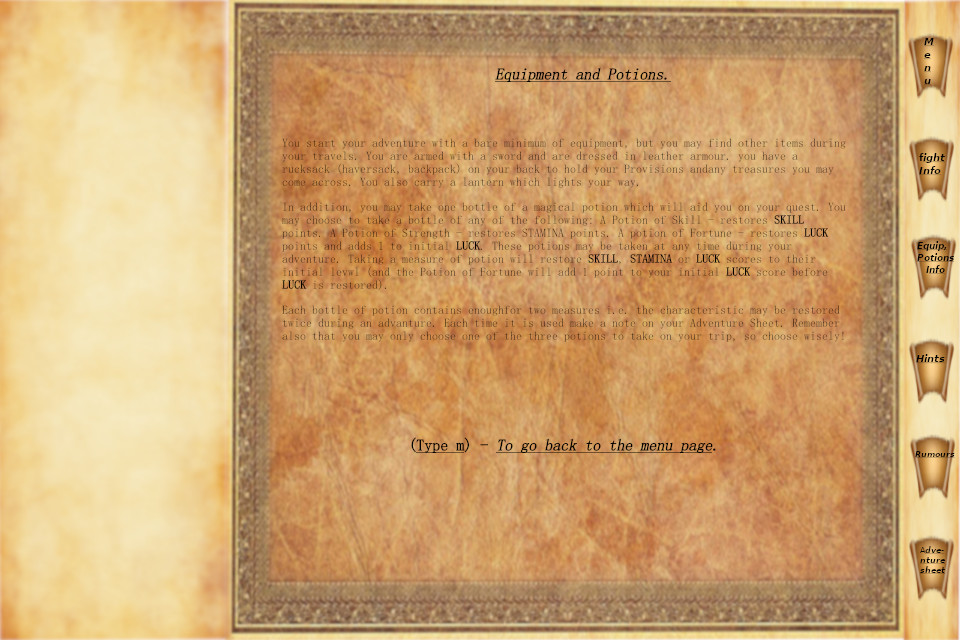 Equipment and Potions.
You start your adventure with a bare minimum of equipment, but you may find other items during
your travels. You are armed with a sword and are dressed in leather armour. you have a
rucksack (haversack, backpack) on your back to hold your Provisions andany treasures you may
come across. You also carry a lantern which lights your way.
In addition, you may take one bottle of a magical potion which will aid you on your quest. You
may choose to take a bottle of any of the following: A Potion of Skill - restores SKILL
points. A Potion of Strength - restores STAMINA points. A potion of Fortune - restores LUCK
points and adds 1 to initial LUCK. These potions may be taken at any time during your
adventure. Taking a measure of potion will restore SKILL, STAMINA or LUCK scores to their
Initial levwl (and the Potion of Fortune will add 1 point to your initial LUCK score before
LUCK is restored).
Each bottle of potion contains enoughfor two measures i.e. the characteristic may be restored
twice durning an advanture. Each time it is used make a note on your Adventure Sheet. Remember
also that you may only choose one of the three potions to take on your trip, so choose wisely!
(Type m) - To go back to the menu page.
M
e
n
u
fight
Info
Equip.
Potions
Info
Hints
Rumours
Adve-
nture
sheet